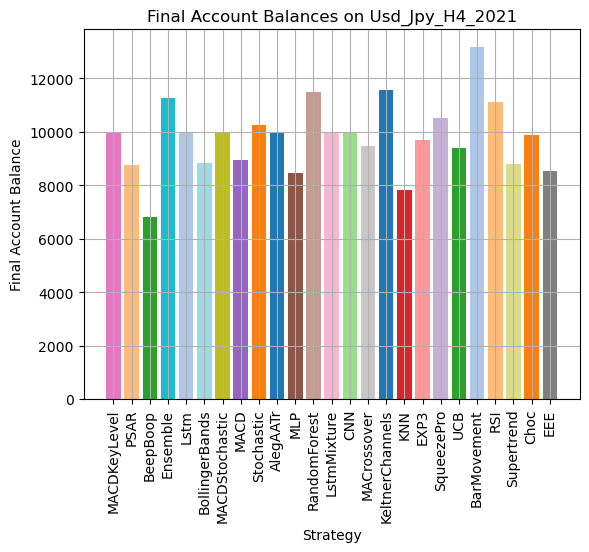 Final Account Balances on Usd_Jpy_H4_2021
Final Account Balance
12000
10000
8000
6000
4000
2000
0
MACDKeyLevel
PSAR
BeepBoop
Ensemble
Lstm
BollingerBands
MACDStochastic
MACD
Stochastic
AlegAATr
MLP
RandomForest
LstmMixture
CNN
MACrossover
KeltnerChannels
KNN
EXP3
SqueezePro
UCB
BarMovement
RSI
Supertrend
Choc
EEE
Strategy